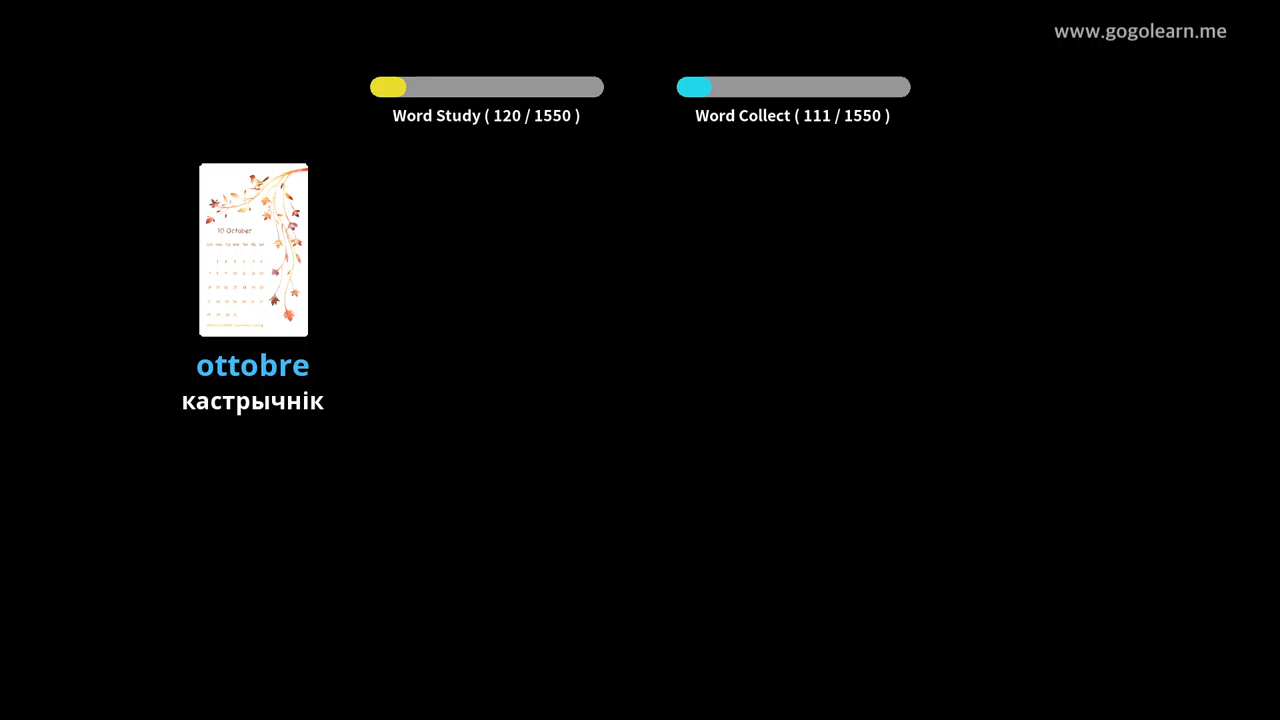 www.gogolearn.me
Word Study ( 120 / 1550 )
Word Collect ( 111 / 1550 )
10 October
ottobre
кастрычнік